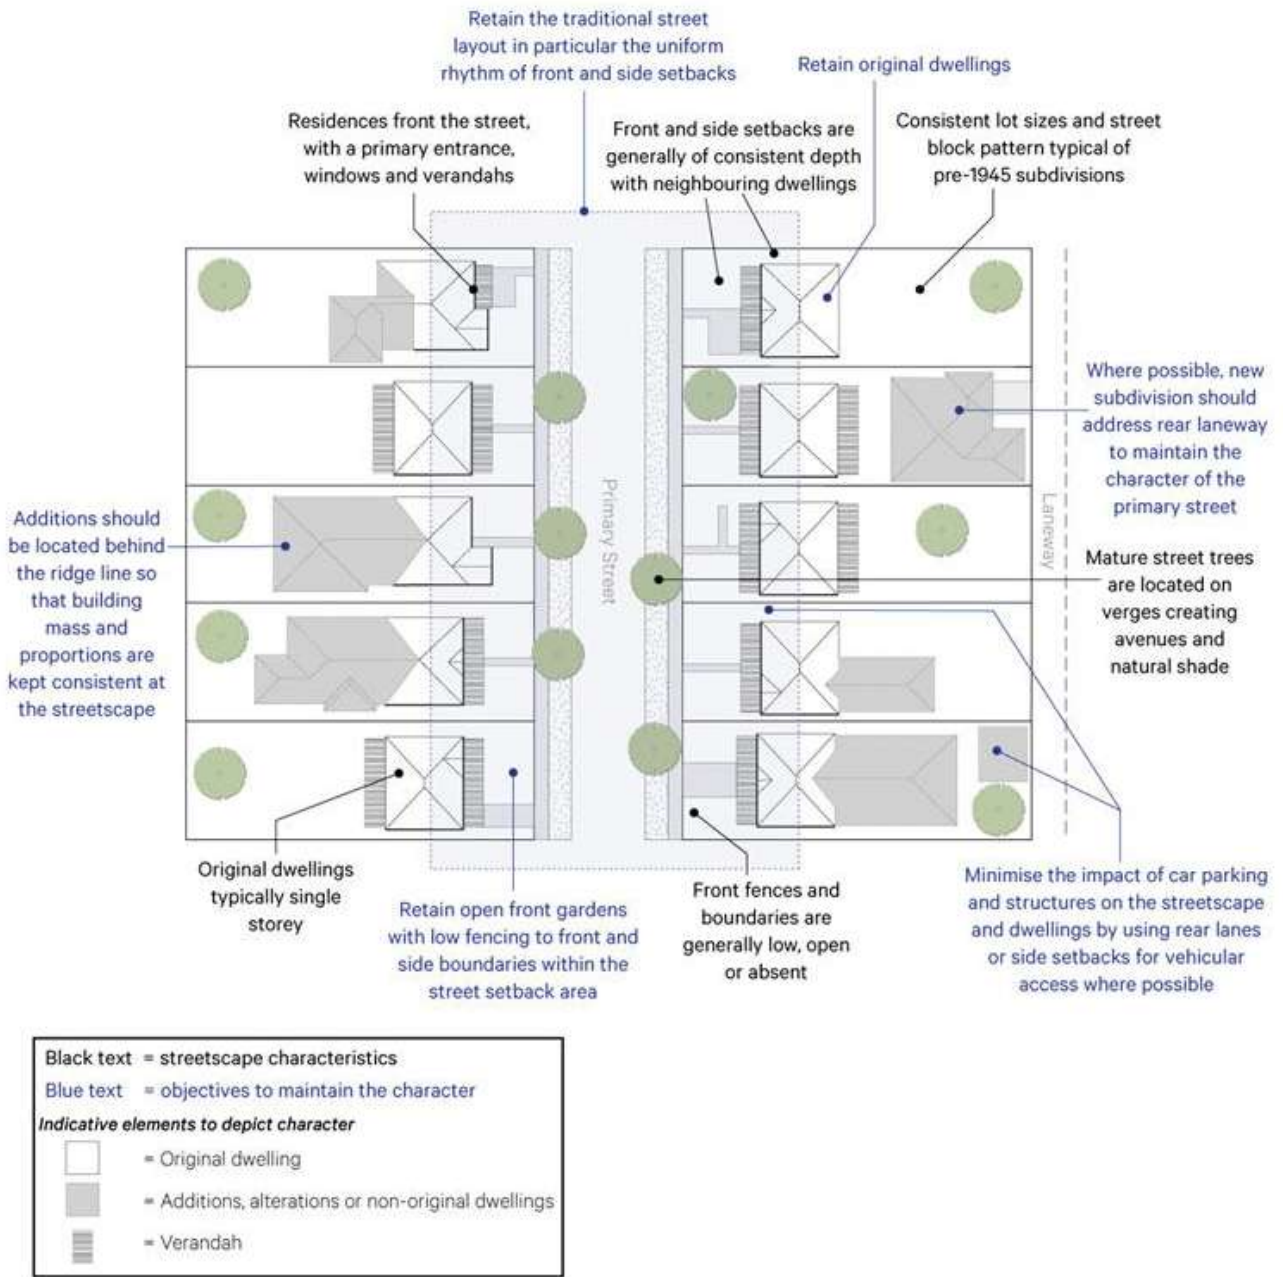 Retain the traditional street
layout in particular the uniform
rhythm of front and side setbacks
Retain original dwellings
Residences front the street,
with a primary entrance,
windows and verandahs
Front and side setbacks are
generally of consistent depth
with neighbouring dwellings
Consistent lot sizes and street
block pattern typical of
pre-1945 subdivisions
Where possible, new
subdivision should
address rear laneway
to maintain the
character of the
primary street
Primary Street
Laneway
Additions should
be located behind
the ridge line so
that building
mass and
proportions are
kept consistent at
the streetscape
Mature street trees
are located on
verges creating
avenues and
natural shade
Original dwellings
typically single
storey
Retain open front gardens
with low fencing to front and
side boundaries within the
street setback area
Front fences and
boundaries are
generally low, open
or absent
Minimise the impact of car parking
and structures on the streetscape
and dwellings by using rear lanes
or side setbacks for vehicular
access where possible
Black text = streetscape characteristics
Blue text = objectives to maintain the character
Indicative elements to depict character
= Original dwelling
= Additions, alterations or non-original dwellings
= Verandah